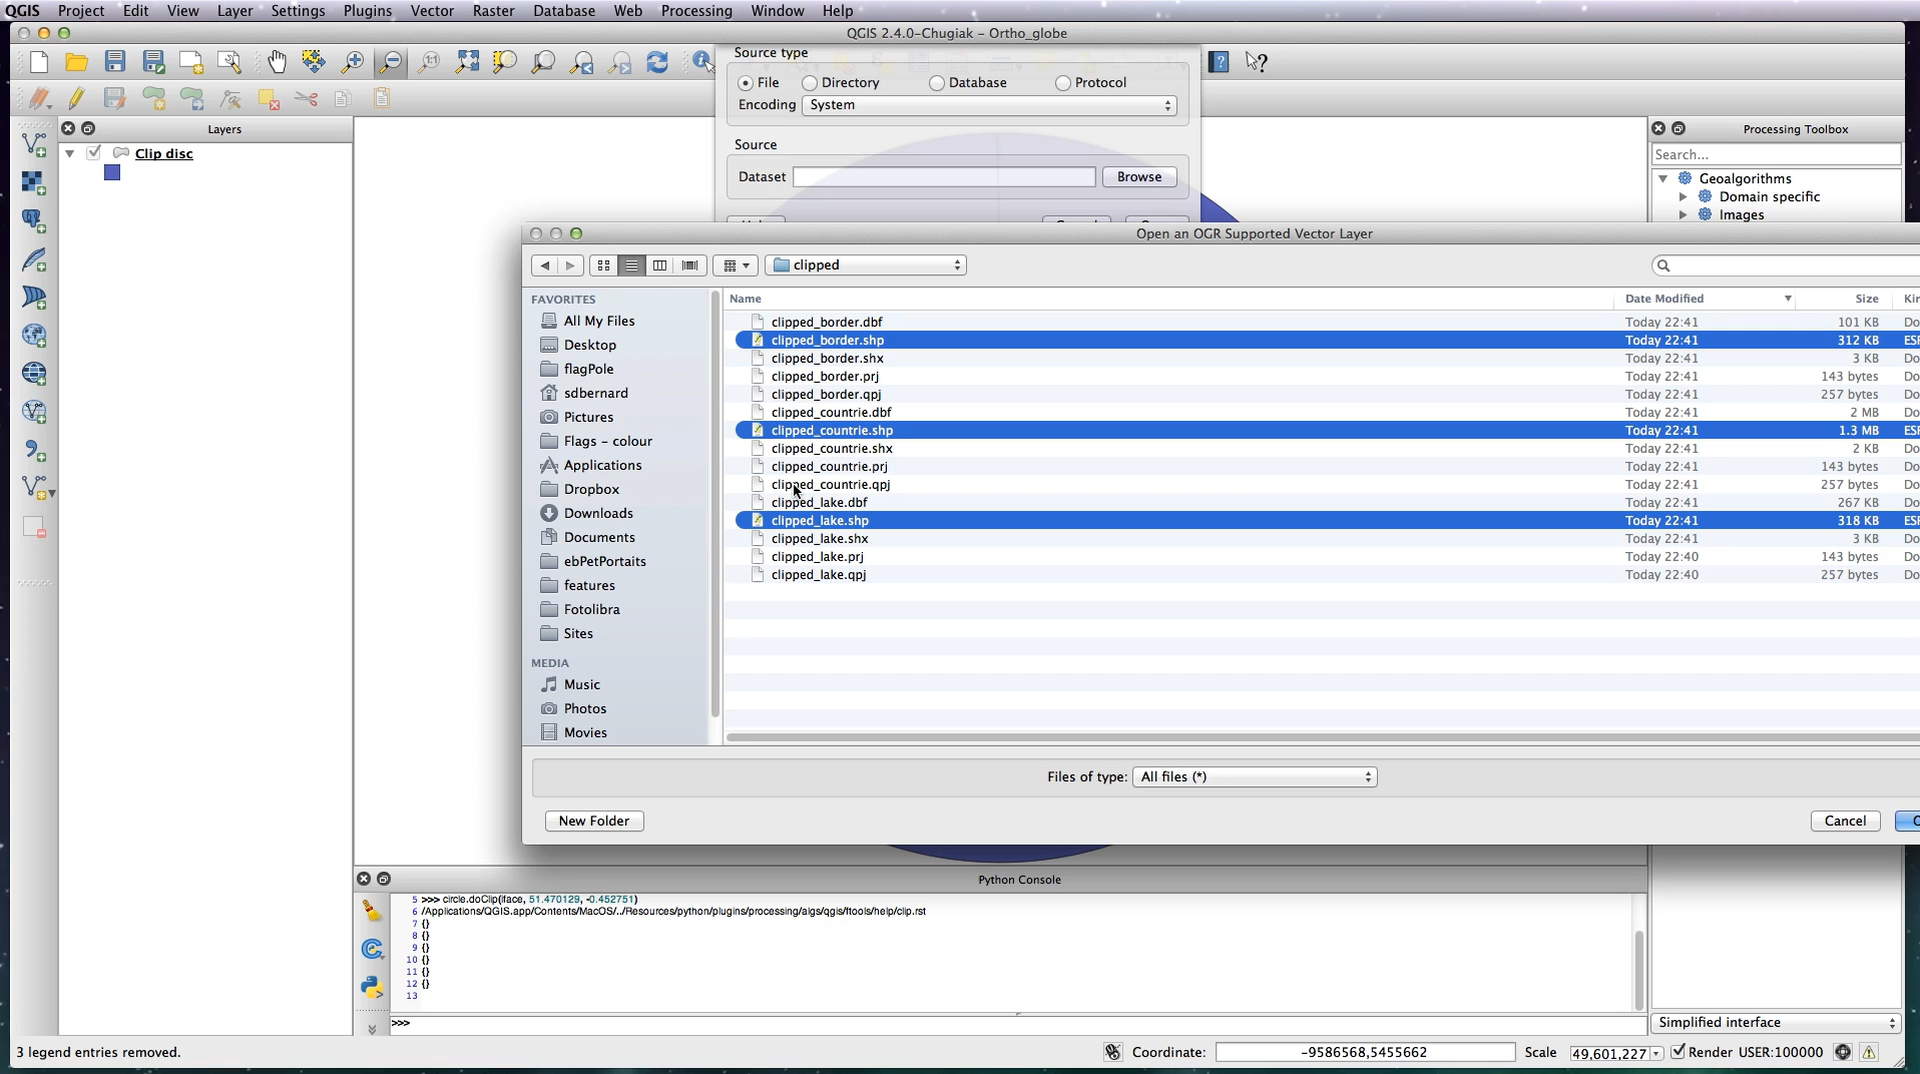 QGIS Project Edit View Layer Settings Plugins Vector Raster Database Web Processing Window Help
QGIS 2.4.0-Chugiak - Ortho_globe
Source type
File Directory Database Protocol
Encoding System
Source
Dataset Browse
Layers
Clip disc
Processing Toolbox
Search...
Geoalgorithms
Domain specific
Images
Open an OGR Supported Vector Layer
clipped
FAVORITES
All My Files
Desktop
flagPole
sdbernard
Pictures
Flags - colour
Applications
Dropbox
Downloads
Documents
ebPetPortaits
features
Fotolibra
Sites
MEDIA
Music
Photos
Movies
Name Date Modified Size
clipped_border.dbf Today 22:41 101 KB
clipped_border.shp Today 22:41 312 KB
clipped_border.shx Today 22:41 3 KB
clipped_border.prj Today 22:41 143 bytes
clipped_border.qpj Today 22:41 257 bytes
clipped_countrie.dbf Today 22:41 2 MB
clipped_countrie.shp Today 22:41 1.3 MB
clipped_countrie.shx Today 22:41 2 KB
clipped_countrie.prj Today 22:41 143 bytes
clipped_countrie.qpj Today 22:41 257 bytes
clipped_lake.dbf Today 22:41 267 KB
clipped_lake.shp Today 22:41 318 KB
clipped_lake.shx Today 22:41 3 KB
clipped_lake.prj Today 22:40 143 bytes
clipped_lake.qpj Today 22:40 257 bytes
Files of type: All files (*)
New Folder Cancel
Python Console
5 >>> circle.doClip(iface, 51.470129, -0.452751)
6 /Applications/QGIS.app/Contents/MacOS/../Resources/python/plugins/processing/algs/qgis/ftools/help/clip.rst
7 {}
8 {}
9 {}
10 {}
11 {}
12 {}
13
>>>
Simplified interface
3 legend entries removed. Coordinate: -9586568,5455662 Scale 49,601,227 Render USER:100000